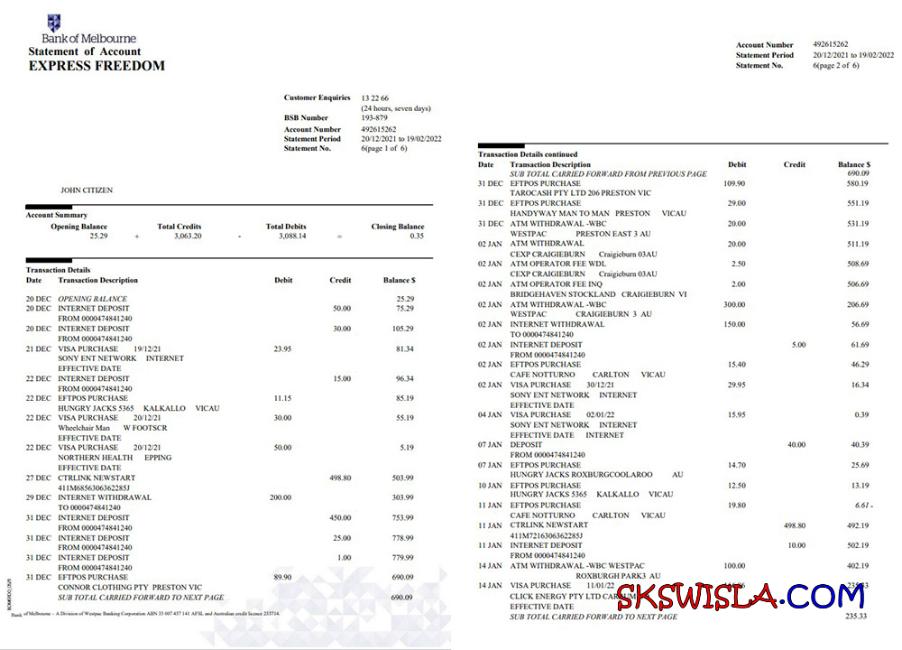 Bank of Melbourne
Statement of Account
EXPRESS FREEDOM
Customer Enquiries 13 22 66
(24 hours, seven days)
BSB Number 193-879
Account Number 492615262
Statement Period 20/12/2021 to 19/02/2022
Statement No. 6(page 1 of 6)
JOHN CITIZEN
Account Summary
Opening Balance Total Credits Total Debits Closing Balance
25.29 + 3,063.20 - 3,088.14 = 0.35
Transaction Details
Date Transaction Description Debit Credit Balance $
20 DEC OPENING BALANCE 25.29
20 DEC INTERNET DEPOSIT 50.00 75.29
FROM 0000474841240
20 DEC INTERNET DEPOSIT 30.00 105.29
FROM 0000474841240
21 DEC VISA PURCHASE 19/12/21 23.95 81.34
SONY ENT NETWORK INTERNET
EFFECTIVE DATE
22 DEC INTERNET DEPOSIT 15.00 96.34
FROM 0000474841240
22 DEC EFTPOS PURCHASE 11.15 85.19
HUNGRY JACKS 5365 KALKALLO VICAU
22 DEC VISA PURCHASE 20/12/21 30.00 55.19
Wheelchair Man W FOOTSCR
EFFECTIVE DATE
22 DEC VISA PURCHASE 20/12/21 50.00 5.19
NORTHERN HEALTH EPPING
EFFECTIVE DATE
27 DEC CTRLINK NEWSTART 498.80 503.99
411M6856306362285J
29 DEC INTERNET WITHDRAWAL 200.00 303.99
TO 0000474841240
31 DEC INTERNET DEPOSIT 450.00 753.99
FROM 0000474841240
31 DEC INTERNET DEPOSIT 25.00 778.99
FROM 0000474841240
31 DEC INTERNET DEPOSIT 1.00 779.99
FROM 0000474841240
31 DEC EFTPOS PURCHASE 89.90 690.09
CONNOR CLOTHING PTY PRESTON VIC
SUB TOTAL CARRIED FORWARD TO NEXT PAGE 690.09
Bank of Melbourne – A Division of Westpac Banking Corporation ABN 33 007 457 141 AFSL and Australian credit licence 233714.
Account Number 492615262
Statement Period 20/12/2021 to 19/02/2022
Statement No. 6(page 2 of 6)
Transaction Details continued
Date Transaction Description Debit Credit Balance $
SUB TOTAL CARRIED FORWARD FROM PREVIOUS PAGE 690.09
31 DEC EFTPOS PURCHASE 109.90 580.19
TAROCASH PTY LTD 206 PRESTON VIC
31 DEC EFTPOS PURCHASE 29.00 551.19
HANDYWAY MAN TO MAN PRESTON VICAU
31 DEC ATM WITHDRAWAL -WBC 20.00 531.19
WESTPAC PRESTON EAST 3 AU
02 JAN ATM WITHDRAWAL 20.00 511.19
CEXP CRAIGIEBURN Craigieburn 03AU
02 JAN ATM OPERATOR FEE WDL 2.50 508.69
CEXP CRAIGIEBURN Craigieburn 03AU
02 JAN ATM OPERATOR FEE INQ 2.00 506.69
BRIDGEHAVEN STOCKLAND CRAIGIEBURN VI
02 JAN ATM WITHDRAWAL -WBC 300.00 206.69
WESTPAC CRAIGIEBURN 3 AU
02 JAN INTERNET WITHDRAWAL 150.00 56.69
TO 0000474841240
02 JAN INTERNET DEPOSIT 5.00 61.69
FROM 0000474841240
02 JAN EFTPOS PURCHASE 15.40 46.29
CAFE NOTTURNO CARLTON VICAU
02 JAN VISA PURCHASE 30/12/21 29.95 16.34
SONY ENT NETWORK INTERNET
EFFECTIVE DATE
04 JAN VISA PURCHASE 02/01/22 15.95 0.39
SONY ENT NETWORK INTERNET
EFFECTIVE DATE INTERNET
07 JAN DEPOSIT 40.00 40.39
FROM 0000474841240
07 JAN EFTPOS PURCHASE 14.70 25.69
HUNGRY JACKS ROXBURGCOOLAROO AU
10 JAN EFTPOS PURCHASE 12.50 13.19
HUNGRY JACKS 5365 KALKALLO VICAU
11 JAN EFTPOS PURCHASE 19.80 6.61-
CAFE NOTTURNO CARLTON VICAU
11 JAN CTRLINK NEWSTART 498.80 492.19
411M7216306362285J
11 JAN INTERNET DEPOSIT 10.00 502.19
FROM 0000474841240
14 JAN ATM WITHDRAWAL -WBC WESTPAC 100.00 402.19
ROXBURGH PARK3 AU
14 JAN VISA PURCHASE 11/01/22 235.33
CLICK ENERGY PTY LTD
EFFECTIVE DATE
SUB TOTAL CARRIED FORWARD TO NEXT PAGE 235.33
SKSWISLA.COM